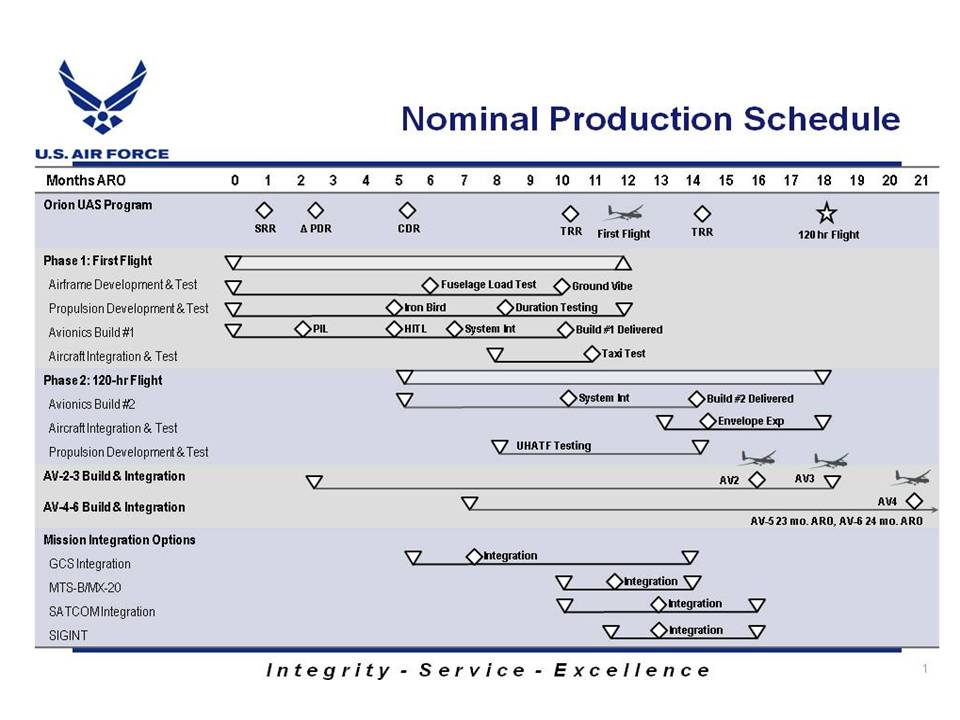 U.S. AIR FORCE
Nominal Production Schedule
Months ARO 0 1 2 3 4 5 6 7 8 9 10 11 12 13 14 15 16 17 18 19 20 21
Orion UAS Program
SRR Δ PDR CDR TRR First Flight TRR 120 hr Flight
Phase 1: First Flight
Airframe Development & Test Fuselage Load Test Ground Vibe
Propulsion Development & Test Iron Bird Duration Testing
Avionics Build #1 PIL HITL System Int Build #1 Delivered
Aircraft Integration & Test Taxi Test
Phase 2: 120-hr Flight
Avionics Build #2 System Int Build #2 Delivered
Aircraft Integration & Test Envelope Exp
Propulsion Development & Test UHATF Testing
AV-2-3 Build & Integration AV2 AV3
AV-4-6 Build & Integration AV4
AV-5 23 mo. ARO, AV-6 24 mo. ARO
Mission Integration Options
GCS Integration Integration
MTS-B/MX-20 Integration
SATCOM Integration Integration
SIGINT Integration
Integrity - Service - Excellence
1